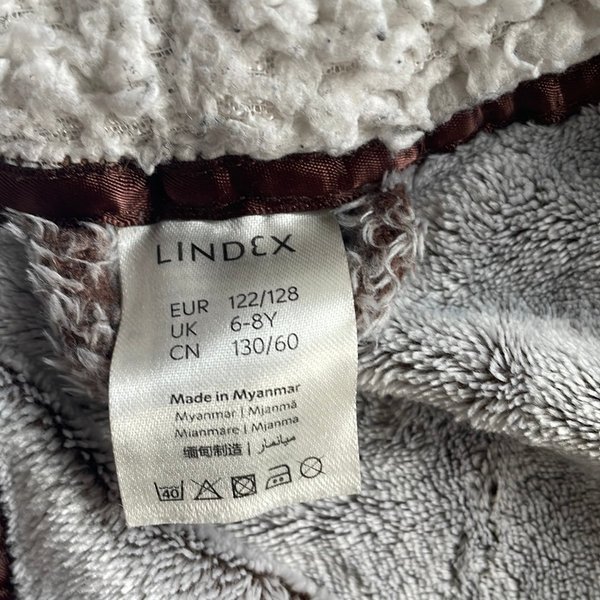 LINDEX
EUR 122/128
UK 6-8Y
CN 130/60
Made in Myanmar
Myanmar | Mjanmā
Mianmare | Mjanma
缅甸制造 | ميانمار
40